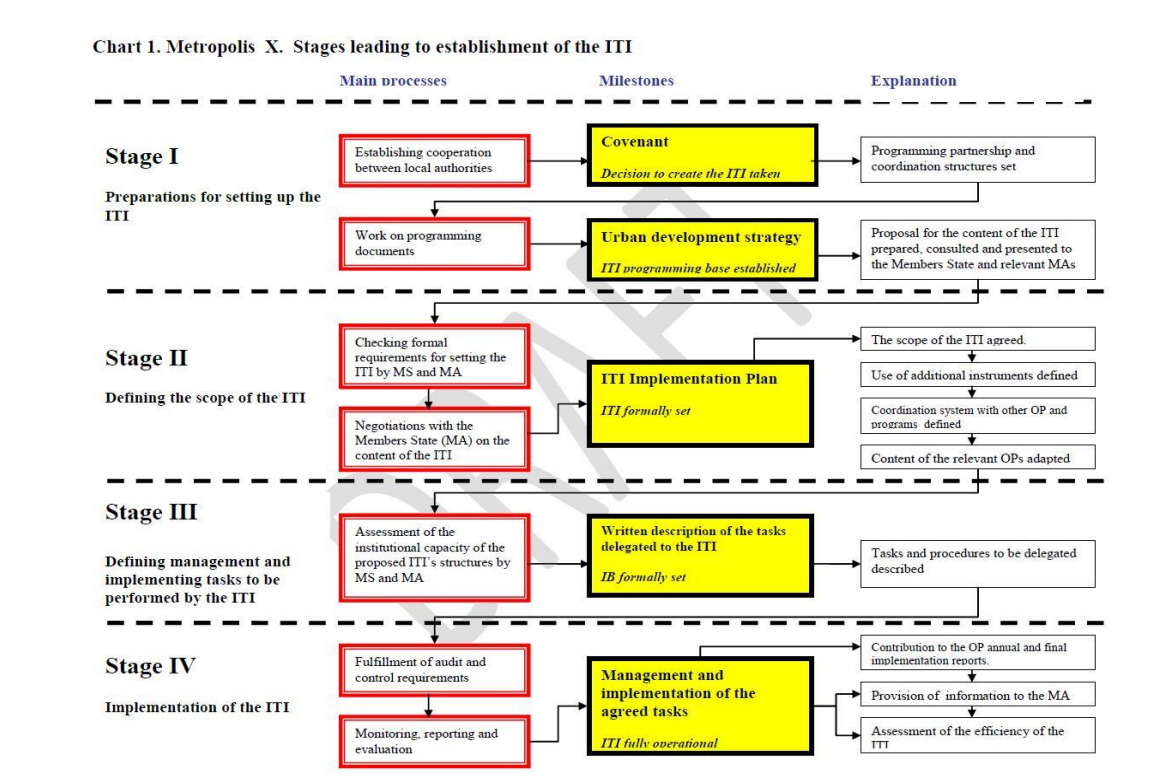 Chart 1. Metropolis X. Stages leading to establishment of the ITI
Main processes
Milestones
Explanation
Stage I
Preparations for setting up the
ITI
Establishing cooperation
between local authorities
Covenant
Decision to create the ITI taken
Programming partnership and
coordination structures set
Work on programming
documents
Urban development strategy
ITI programming base established
Proposal for the content of the ITI
prepared, consulted and presented to
the Members State and relevant MAs
Stage II
Defining the scope of the ITI
Checking formal
requirements for setting the
ITI by MS and MA
Negotiations with the
Members State (MA) on the
content of the ITI
ITI Implementation Plan
ITI formally set
The scope of the ITI agreed.
Use of additional instruments defined
Coordination system with other OP and
programs defined
Content of the relevant OPs adapted
Stage III
Defining management and
implementing tasks to be
performed by the ITI
Assessment of the
institutional capacity of the
proposed ITI's structures by
MS and MA
Written description of the tasks
delegated to the ITI
IB formally set
Tasks and procedures to be delegated
described
Stage IV
Implementation of the ITI
Fulfillment of audit and
control requirements
Monitoring, reporting and
evaluation
Management and
implementation of the
agreed tasks
ITI fully operational
Contribution to the OP annual and final
implementation reports.
Provision of information to the MA
Assessment of the efficiency of the
ITI
DRAFT